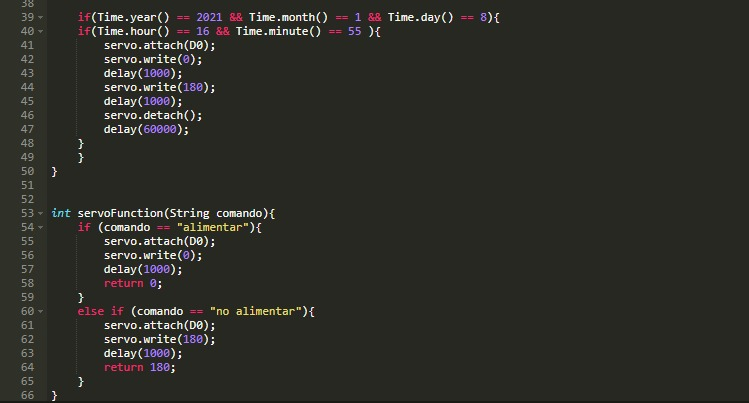 38
39 if(Time.year() == 2021 && Time.month() == 1 && Time.day() == 8){
40 if(Time.hour() == 16 && Time.minute() == 55 ){
41 servo.attach(D0);
42 servo.write(0);
43 delay(1000);
44 servo.write(180);
45 delay(1000);
46 servo.detach();
47 delay(60000);
48 }
49 }
50 }
51
52
53 int servoFunction(String comando){
54 if (comando == "alimentar"){
55 servo.attach(D0);
56 servo.write(0);
57 delay(1000);
58 return 0;
59 }
60 else if (comando == "no alimentar"){
61 servo.attach(D0);
62 servo.write(180);
63 delay(1000);
64 return 180;
65 }
66 }